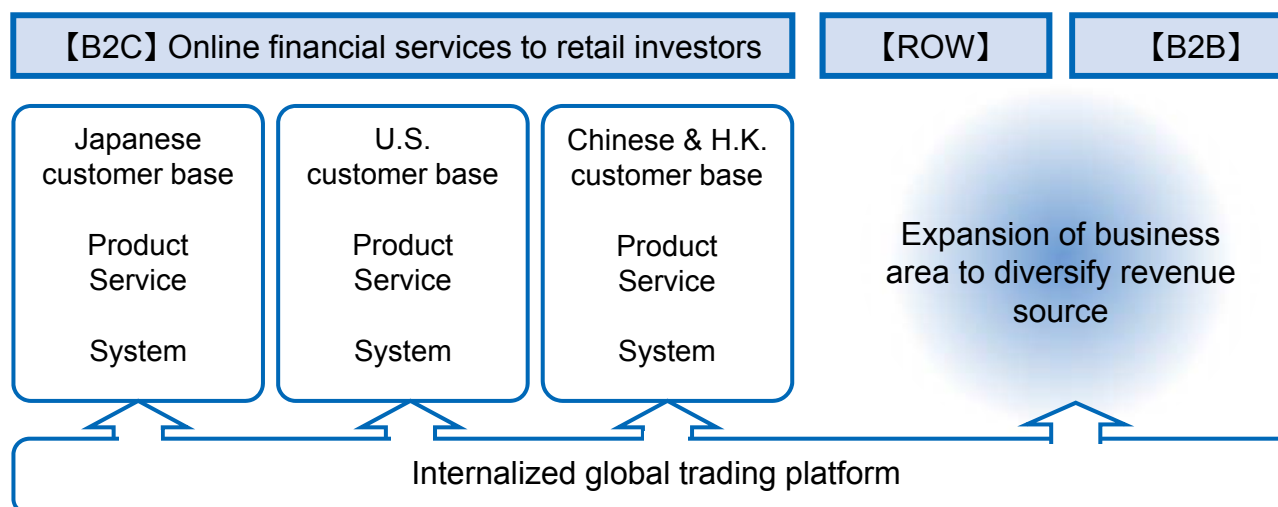 【B2C】Online financial services to retail investors
【ROW】
【B2B】
Japanese
customer base
Product
Service
System
U.S.
customer base
Product
Service
System
Chinese & H.K.
customer base
Product
Service
System
Expansion of business
area to diversify revenue
source
Internalized global trading platform